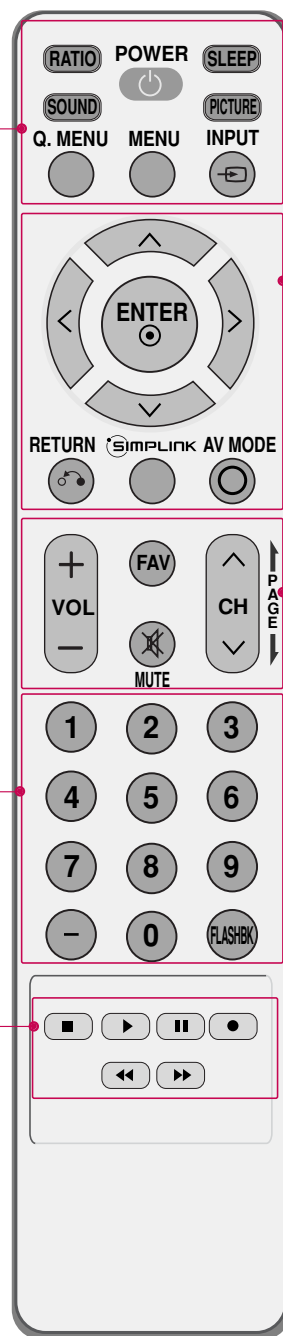 RATIO POWER SLEEP
SOUND PICTURE
Q. MENU MENU INPUT
ENTER
RETURN SIMPLINK AV MODE
FAV
VOL CH PAGE
MUTE
1 2 3
4 5 6
7 8 9
- 0 FLASHBK